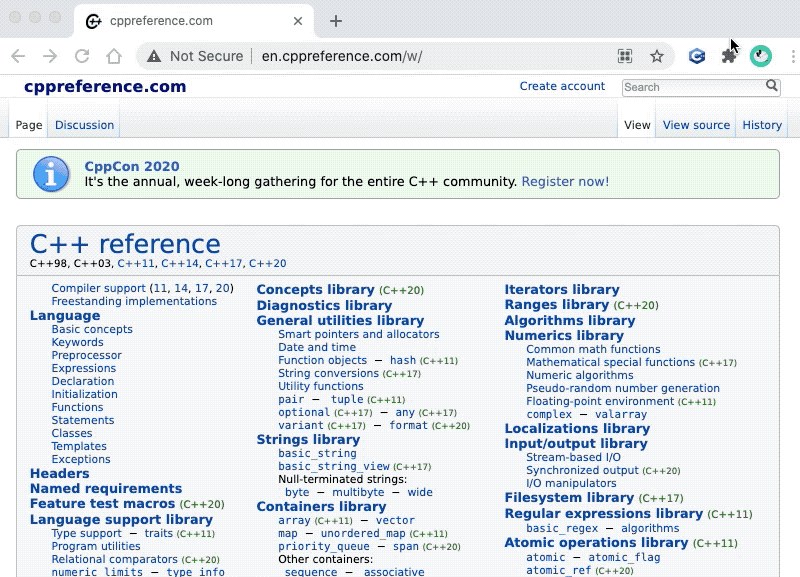 cppreference.com
Not Secure
en.cppreference.com/w/
cppreference.com
Create account
Search
Page
Discussion
View
View source
History
CppCon 2020
It's the annual, week-long gathering for the entire C++ community. Register now!
C++ reference
C++98, C++03, C++11, C++14, C++17, C++20
Compiler support (11, 14, 17, 20)
Freestanding implementations
Language
Basic concepts
Keywords
Preprocessor
Expressions
Declaration
Initialization
Functions
Statements
Classes
Templates
Exceptions
Headers
Named requirements
Feature test macros (C++20)
Language support library
Type support − traits (C++11)
Program utilities
Relational comparators (C++20)
numeric_limits − type_info
Concepts library (C++20)
Diagnostics library
General utilities library
Smart pointers and allocators
Date and time
Function objects − hash (C++11)
String conversions (C++17)
Utility functions
pair − tuple (C++11)
optional (C++17) − any (C++17)
variant (C++17) − format (C++20)
Strings library
basic_string
basic_string_view (C++17)
Null-terminated strings:
byte − multibyte − wide
Containers library
array (C++11) − vector
map − unordered_map (C++11)
priority_queue − span (C++20)
Other containers:
sequence − associative
Iterators library
Ranges library (C++20)
Algorithms library
Numerics library
Common math functions
Mathematical special functions (C++17)
Numeric algorithms
Pseudo-random number generation
Floating-point environment (C++11)
complex − valarray
Localizations library
Input/output library
Stream-based I/O
Synchronized output (C++20)
I/O manipulators
Filesystem library (C++17)
Regular expressions library (C++11)
basic_regex − algorithms
Atomic operations library (C++11)
atomic − atomic_flag
atomic_ref (C++20)